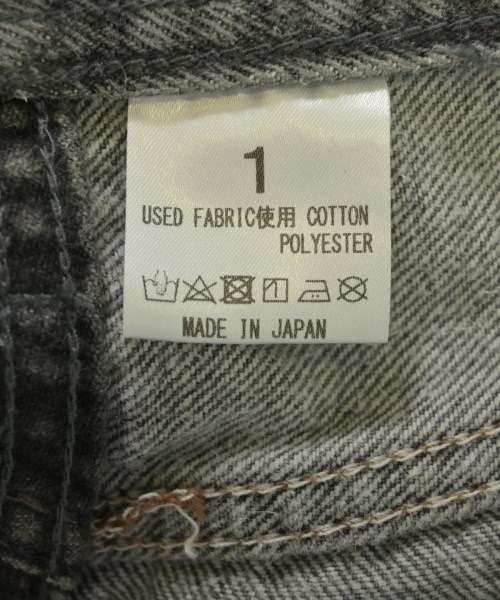 1
USED FABRIC使用 COTTON
POLYESTER
MADE IN JAPAN